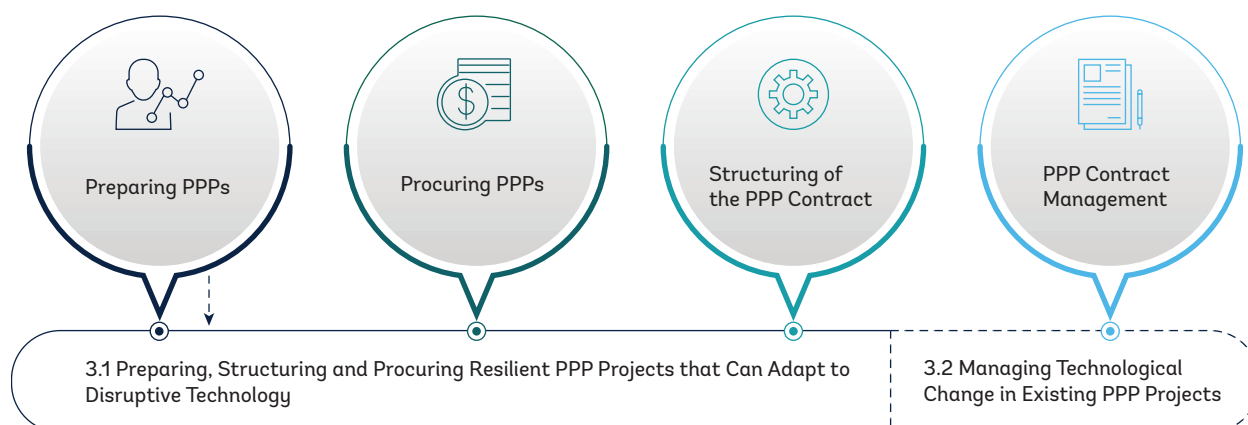 $
Preparing PPPs
Procuring PPPs
Structuring of
the PPP Contract
PPP Contract
Management
3.1 Preparing, Structuring and Procuring Resilient PPP Projects that Can Adapt to
Disruptive Technology
3.2 Managing Technological
Change in Existing PPP Projects